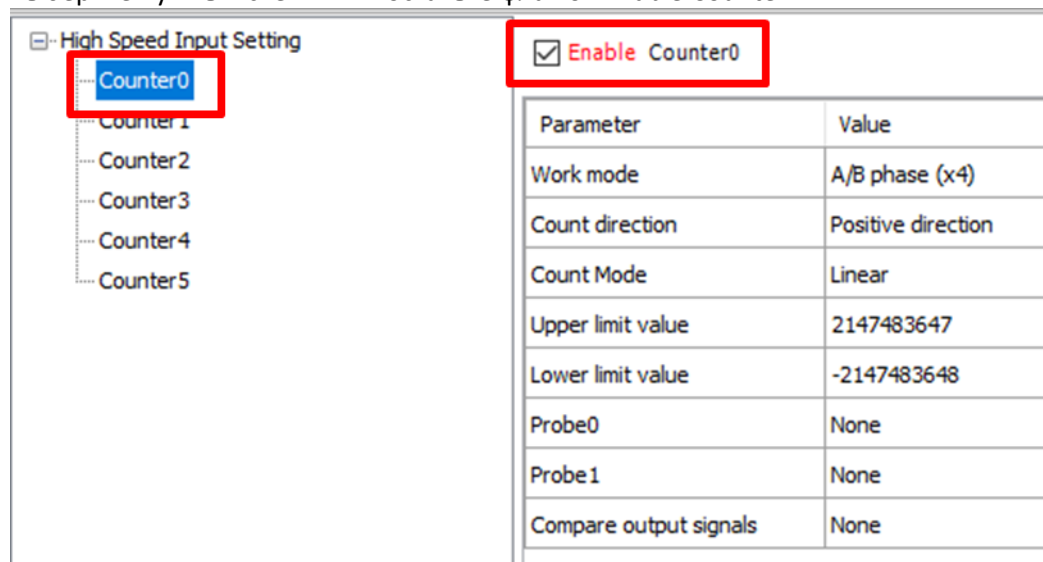 High Speed Input Setting
Counter0
Counter1
Counter2
Counter3
Counter4
Counter5
Enable Counter0
Parameter Value
Work mode A/B phase (x4)
Count direction Positive direction
Count Mode Linear
Upper limit value 2147483647
Lower limit value -2147483648
Probe0 None
Probe1 None
Compare output signals None